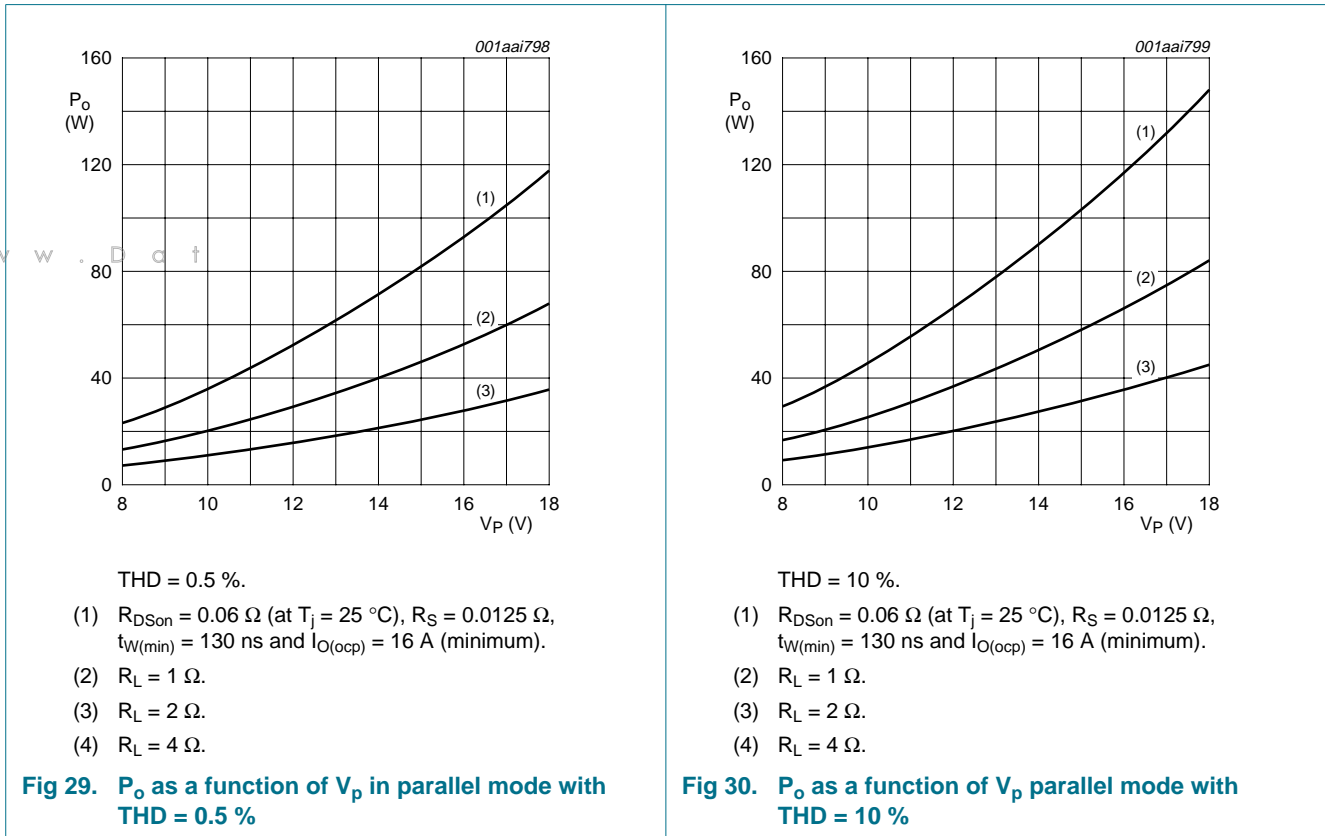 001aai798
160
Po
(W)
120
80
40
0
8 10 12 14 16 18
VP (V)
(1)
(2)
(3)
w w . D a t
THD = 0.5 %.
(1) RDSon = 0.06 Ω (at Tj = 25 °C), RS = 0.0125 Ω,
tW(min) = 130 ns and IO(ocp) = 16 A (minimum).
(2) RL = 1 Ω.
(3) RL = 2 Ω.
(4) RL = 4 Ω.
Fig 29. Po as a function of Vp in parallel mode with
THD = 0.5 %
001aai799
160
Po
(W)
120
80
40
0
8 10 12 14 16 18
VP (V)
(1)
(2)
(3)
THD = 10 %.
(1) RDSon = 0.06 Ω (at Tj = 25 °C), RS = 0.0125 Ω,
tW(min) = 130 ns and IO(ocp) = 16 A (minimum).
(2) RL = 1 Ω.
(3) RL = 2 Ω.
(4) RL = 4 Ω.
Fig 30. Po as a function of Vp parallel mode with
THD = 10 %